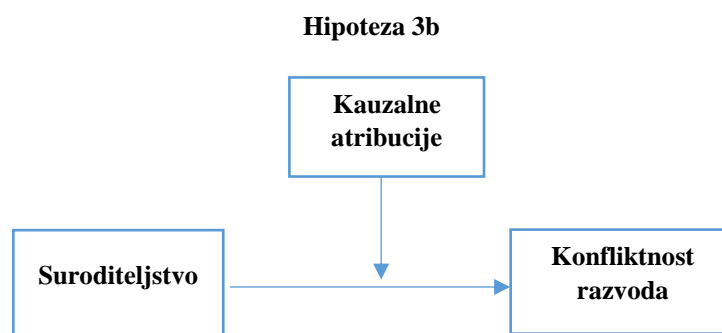 Hipoteza 3b
Kauzalne
atribucije
Suroditeljstvo
Konfliktnost
razvoda